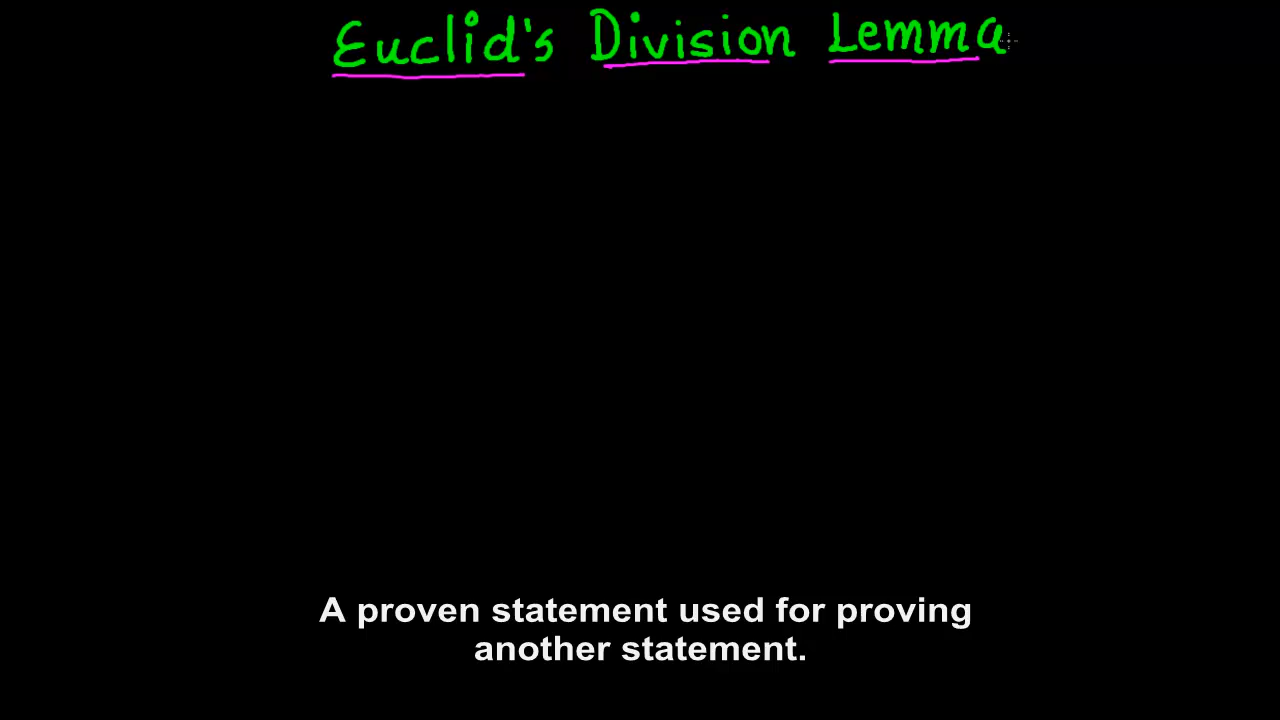 Euclid's Division Lemma
A proven statement used for proving
another statement.